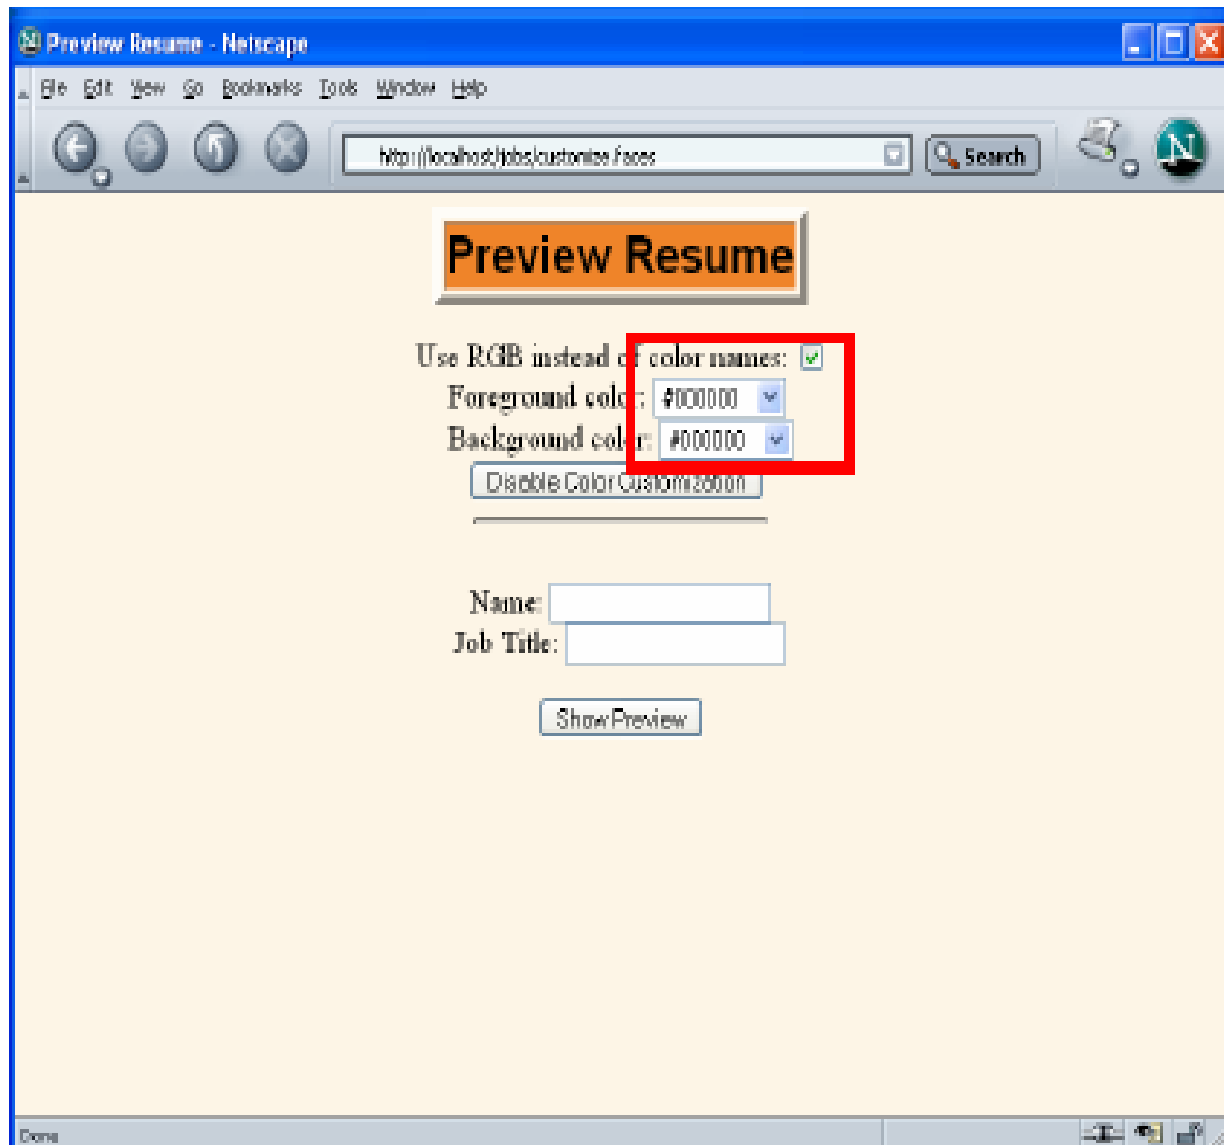 Preview Resume - Netscape
File Edit View Go Bookmarks Tools Window Help
http://localhost/jobs/customize.faces Search N
Preview Resume
Use RGB instead of color names:
Foreground color: #000000
Background color: #000000
Disable Color Customization
Name:
Job Title:
Show Preview
Done